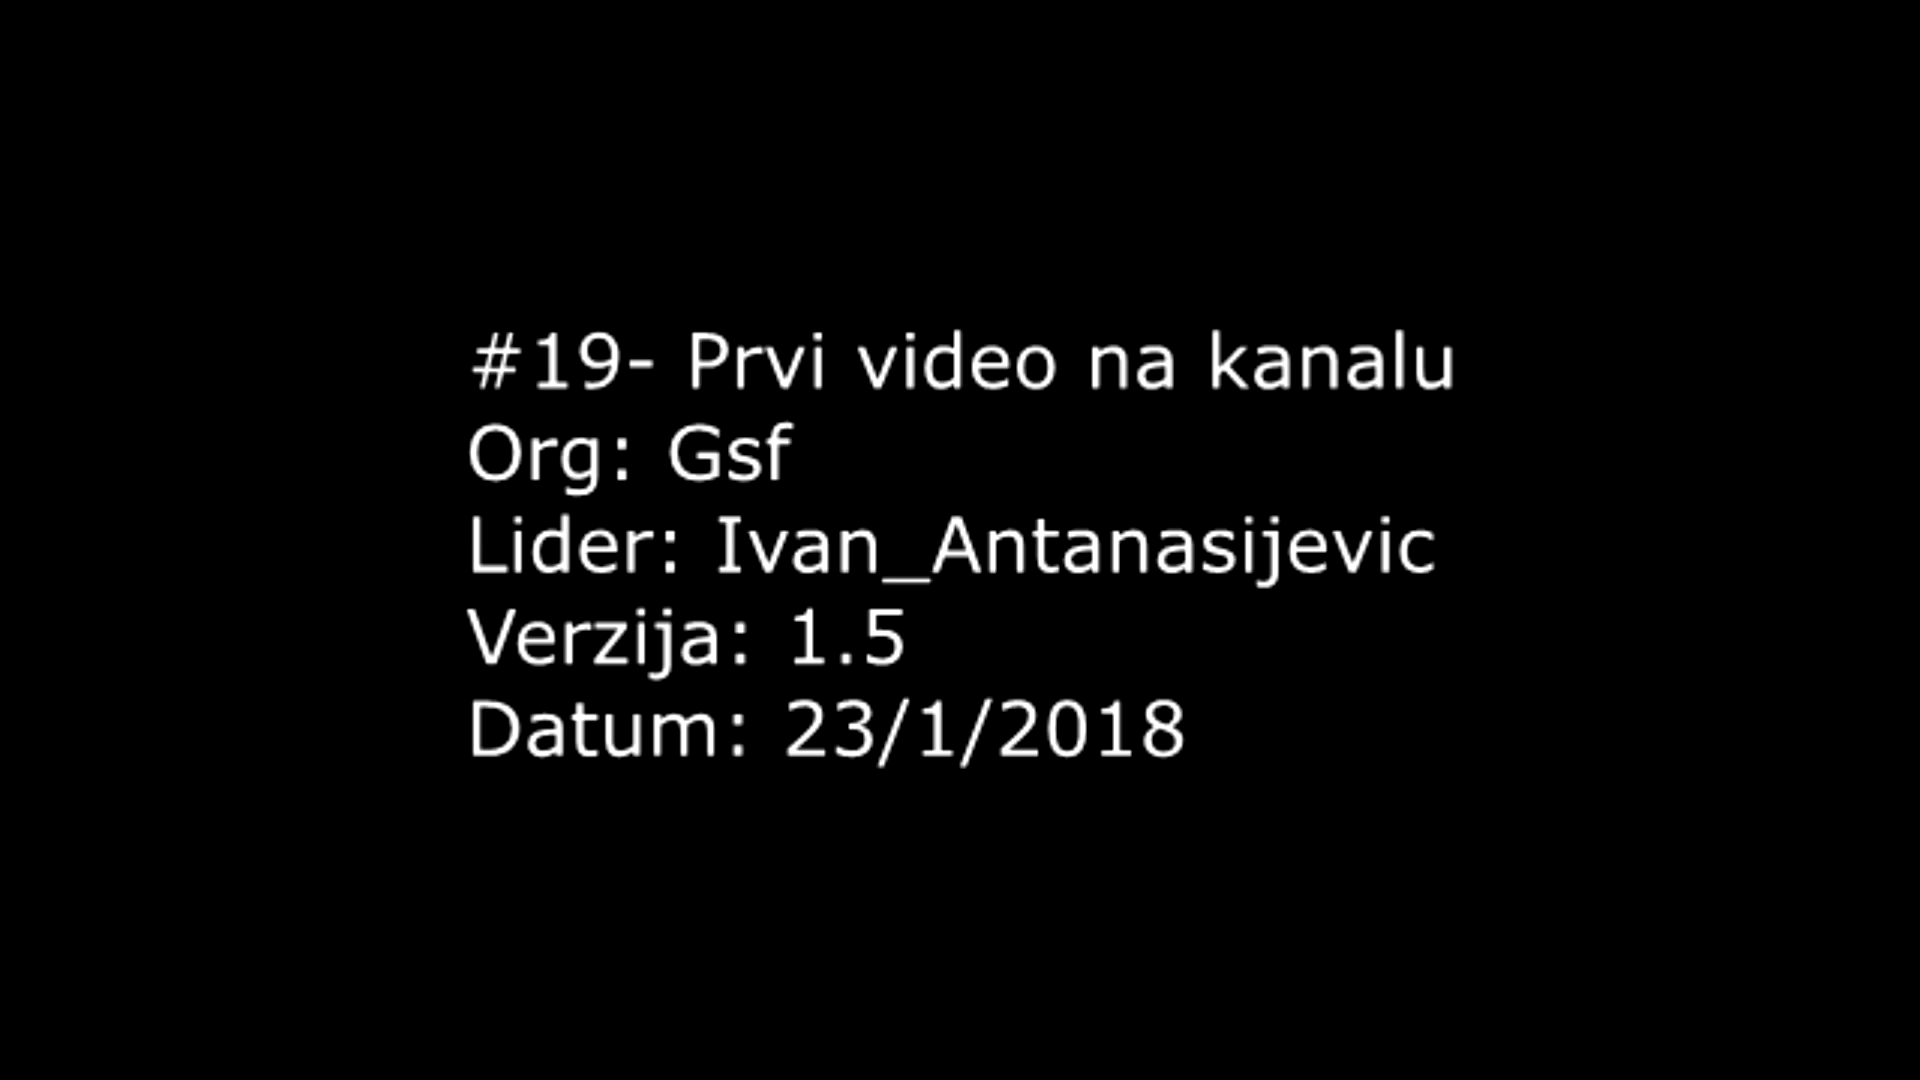 #19- Prvi video na kanalu
Org: Gsf
Lider: Ivan_Antanasijevic
Verzija: 1.5
Datum: 23/1/2018